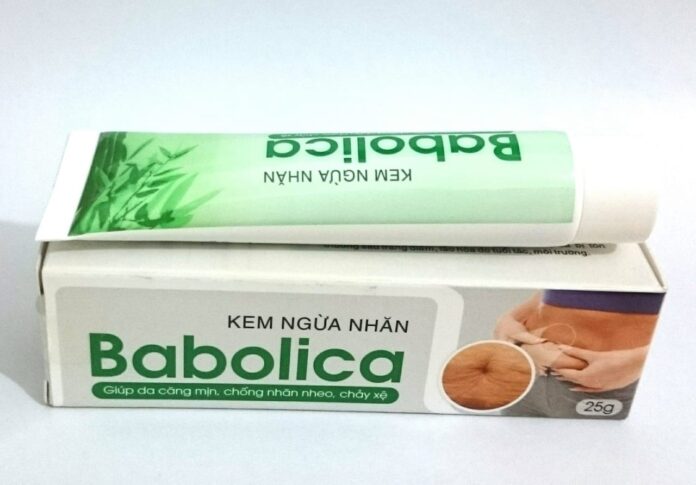 Babolica
KEM NGỪA NHĂN
KEM NGỪA NHĂN
Babolica
Giúp da căng mịn, chống nhăn nheo, chảy xệ
25g